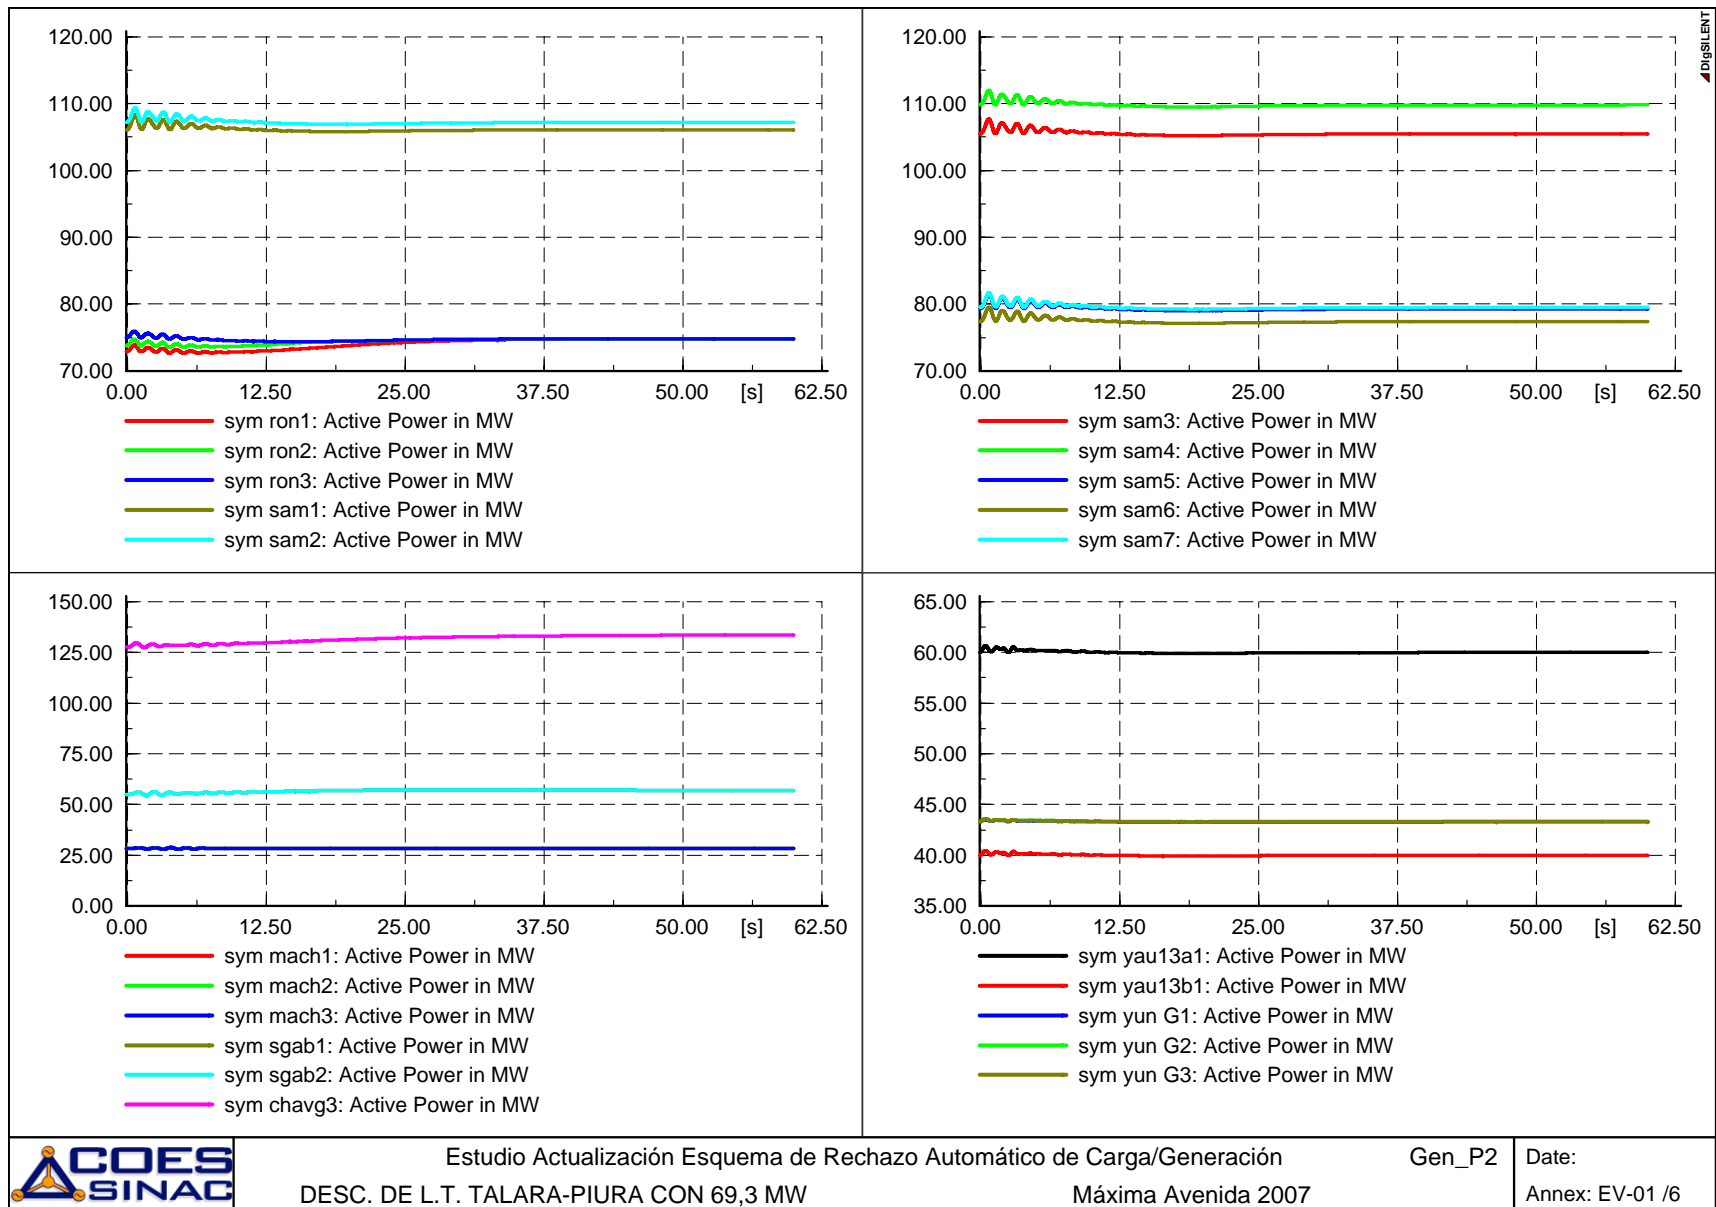 120.00
110.00
100.00
90.00
80.00
70.00
0.00 12.50 25.00 37.50 50.00 [s] 62.50
sym ron1: Active Power in MW
sym ron2: Active Power in MW
sym ron3: Active Power in MW
sym sam1: Active Power in MW
sym sam2: Active Power in MW
DIgSILENT
120.00
110.00
100.00
90.00
80.00
70.00
0.00 12.50 25.00 37.50 50.00 [s] 62.50
sym sam3: Active Power in MW
sym sam4: Active Power in MW
sym sam5: Active Power in MW
sym sam6: Active Power in MW
sym sam7: Active Power in MW
150.00
125.00
100.00
75.00
50.00
25.00
0.00
0.00 12.50 25.00 37.50 50.00 [s] 62.50
sym mach1: Active Power in MW
sym mach2: Active Power in MW
sym mach3: Active Power in MW
sym sgab1: Active Power in MW
sym sgab2: Active Power in MW
sym chavg3: Active Power in MW
65.00
60.00
55.00
50.00
45.00
40.00
35.00
0.00 12.50 25.00 37.50 50.00 [s] 62.50
sym yau13a1: Active Power in MW
sym yau13b1: Active Power in MW
sym yun G1: Active Power in MW
sym yun G2: Active Power in MW
sym yun G3: Active Power in MW
COES
SINAC
Estudio Actualización Esquema de Rechazo Automático de Carga/Generación Gen_P2
DESC. DE L.T. TALARA-PIURA CON 69,3 MW Máxima Avenida 2007
Date:
Annex: EV-01 /6